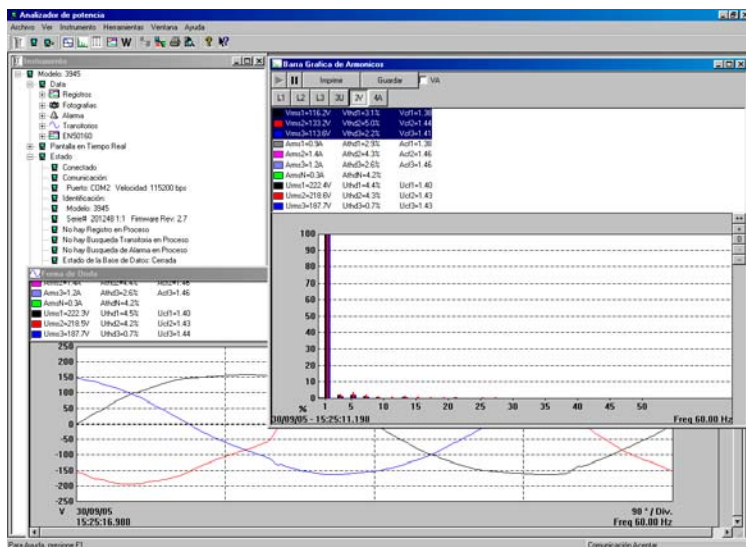 Analizador de potencia
Archivo Ver Instrumento Herramientas Ventana Ayuda
Instrumento
Modelo: 3945
Data
Registros
Fotografias
Alarma
Transitorios
EN50160
Pantalla en Tiempo Real
Estado
Conectado
Comunicación:
Puerto: COM2 Velocidad 115200 bps
Identificación:
Modelo: 3945
Serie# 201248 1:1 Firmware Rev: 2.7
No hay Registro en Proceso
No hay Busqueda Transitoria en Proceso
No hay Busqueda de Alarma en Proceso
Estado de la Base de Datos: Cerrada
Barra Grafica de Armonicos
Imprimir Guardar VA
L1 L2 L3 3U 3V 4A
Vrms1=116.2V Vthd1=3.1% Vcf1=1.38
Vrms2=133.2V Vthd2=5.0% Vcf2=1.44
Vrms3=113.6V Vthd3=2.2% Vcf3=1.41
Arms1=0.9A Athd1=2.9% Acf1=1.38
Arms2=1.4A Athd2=4.3% Acf2=1.46
Arms3=1.2A Athd3=2.6% Acf3=1.46
ArmsN=0.3A AthdN=4.2%
Urms1=222.4V Uthd1=4.4% Ucf1=1.40
Urms2=218.6V Uthd2=4.3% Ucf2=1.43
Urms3=187.7V Uthd3=0.7% Ucf3=1.43
100
90
80
70
60
50
40
30
20
10
0
% 1 5 10 15 20 25 30 35 40 45 50
30/09/05 - 15:25:11.190 Freq 60.00 Hz
Forma de Onda
Arms2=1.4A Athd2=4.4% Acf2=1.46
Arms3=1.2A Athd3=2.6% Acf3=1.46
ArmsN=0.3A AthdN=4.2%
Urms1=222.3V Uthd1=4.5% Ucf1=1.40
Urms2=218.5V Uthd2=4.2% Ucf2=1.43
Urms3=187.7V Uthd3=0.7% Ucf3=1.44
250
200
150
100
50
0
-50
-100
-150
-200
-250
V 30/09/05 90 ° / Div.
15:25:16.980 Freq 60.00 Hz
Para Ayuda, presione F1 Comunicación Aceptar